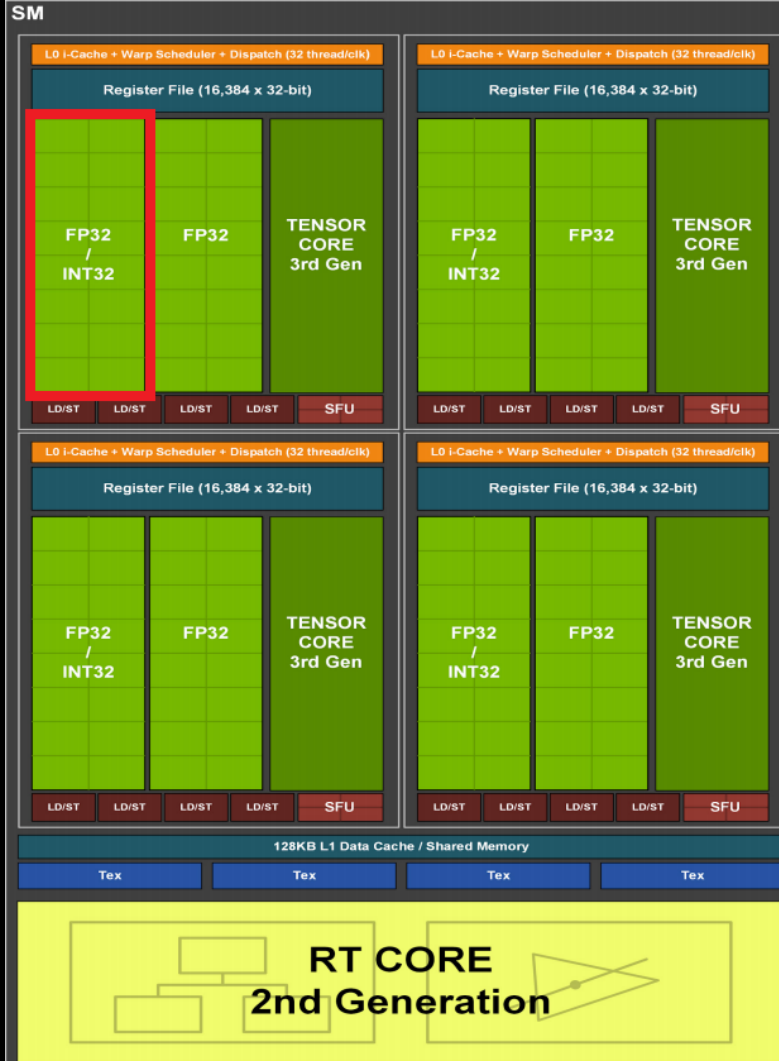 SM
L0 i-Cache + Warp Scheduler + Dispatch (32 thread/clk)
Register File (16,384 x 32-bit)
FP32
/
INT32
FP32
TENSOR
CORE
3rd Gen
LD/ST
LD/ST
LD/ST
LD/ST
SFU
L0 i-Cache + Warp Scheduler + Dispatch (32 thread/clk)
Register File (16,384 x 32-bit)
FP32
/
INT32
FP32
TENSOR
CORE
3rd Gen
LD/ST
LD/ST
LD/ST
LD/ST
SFU
L0 i-Cache + Warp Scheduler + Dispatch (32 thread/clk)
Register File (16,384 x 32-bit)
FP32
/
INT32
FP32
TENSOR
CORE
3rd Gen
LD/ST
LD/ST
LD/ST
LD/ST
SFU
L0 i-Cache + Warp Scheduler + Dispatch (32 thread/clk)
Register File (16,384 x 32-bit)
FP32
/
INT32
FP32
TENSOR
CORE
3rd Gen
LD/ST
LD/ST
LD/ST
LD/ST
SFU
128KB L1 Data Cache / Shared Memory
Tex
Tex
Tex
Tex
RT CORE
2nd Generation